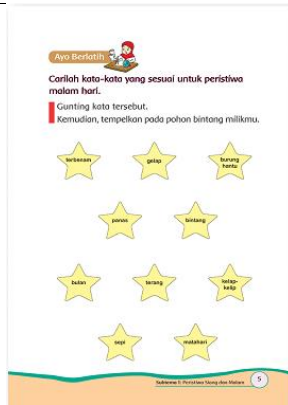 Ayo Berlatih
Carilah kata-kata yang sesuai untuk peristiwa
malam hari.
Gunting kata tersebut.
Kemudian, tempelkan pada pohon bintang milikmu.
terbenam
gelap
burung
hantu
panas
bintang
bulan
terang
kelap-
kelip
sepi
matahari
Subtema 1: Peristiwa Siang dan Malam
5